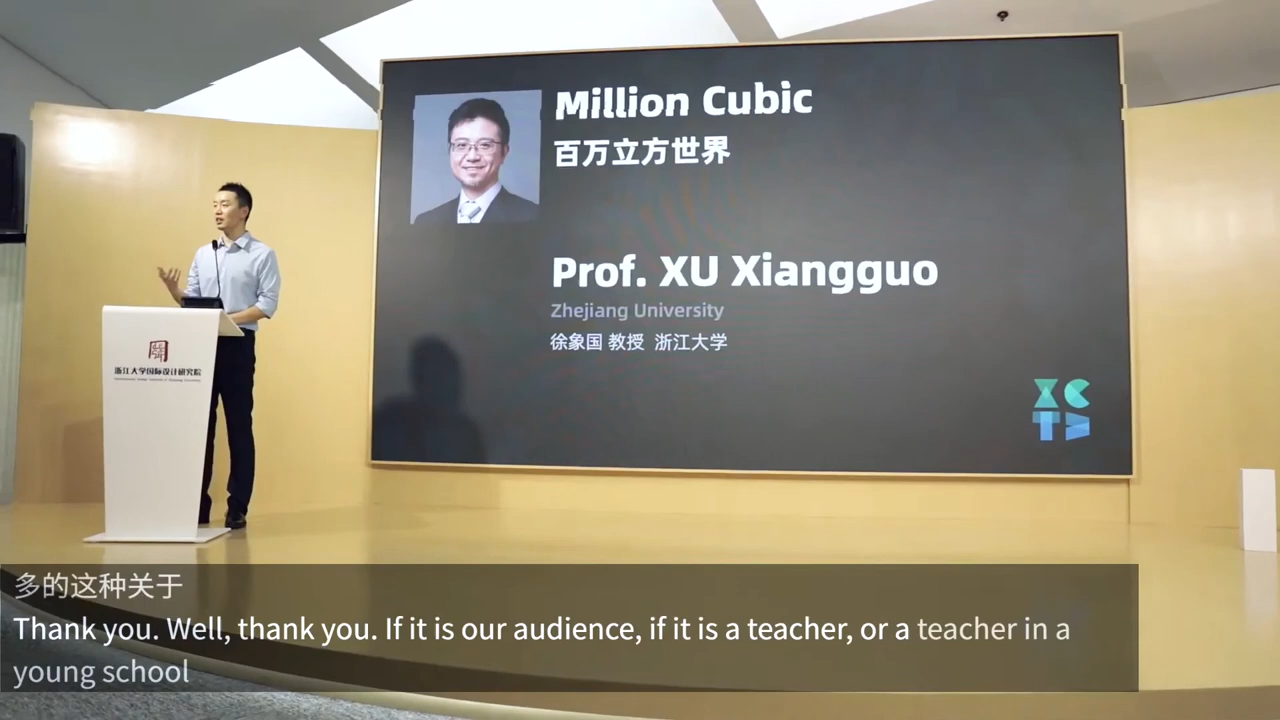 Million Cubic
百万立方世界
Prof. XU Xiangguo
Zhejiang University
徐象国 教授 浙江大学
浙江大学国际设计研究院
多的这种关于
Thank you. Well, thank you. If it is our audience, if it is a teacher, or a teacher in a
young school